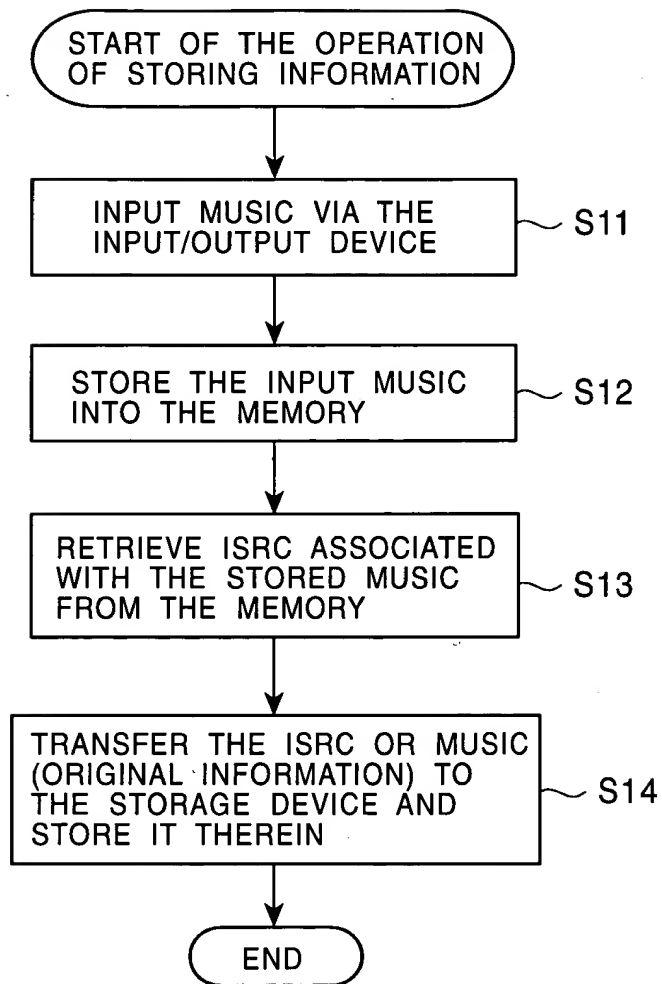 START OF THE OPERATION
OF STORING INFORMATION
INPUT MUSIC VIA THE
INPUT/OUTPUT DEVICE
S11
STORE THE INPUT MUSIC
INTO THE MEMORY
S12
RETRIEVE ISRC ASSOCIATED
WITH THE STORED MUSIC
FROM THE MEMORY
S13
TRANSFER THE ISRC OR MUSIC
(ORIGINAL INFORMATION) TO
THE STORAGE DEVICE AND
STORE IT THEREIN
S14
END